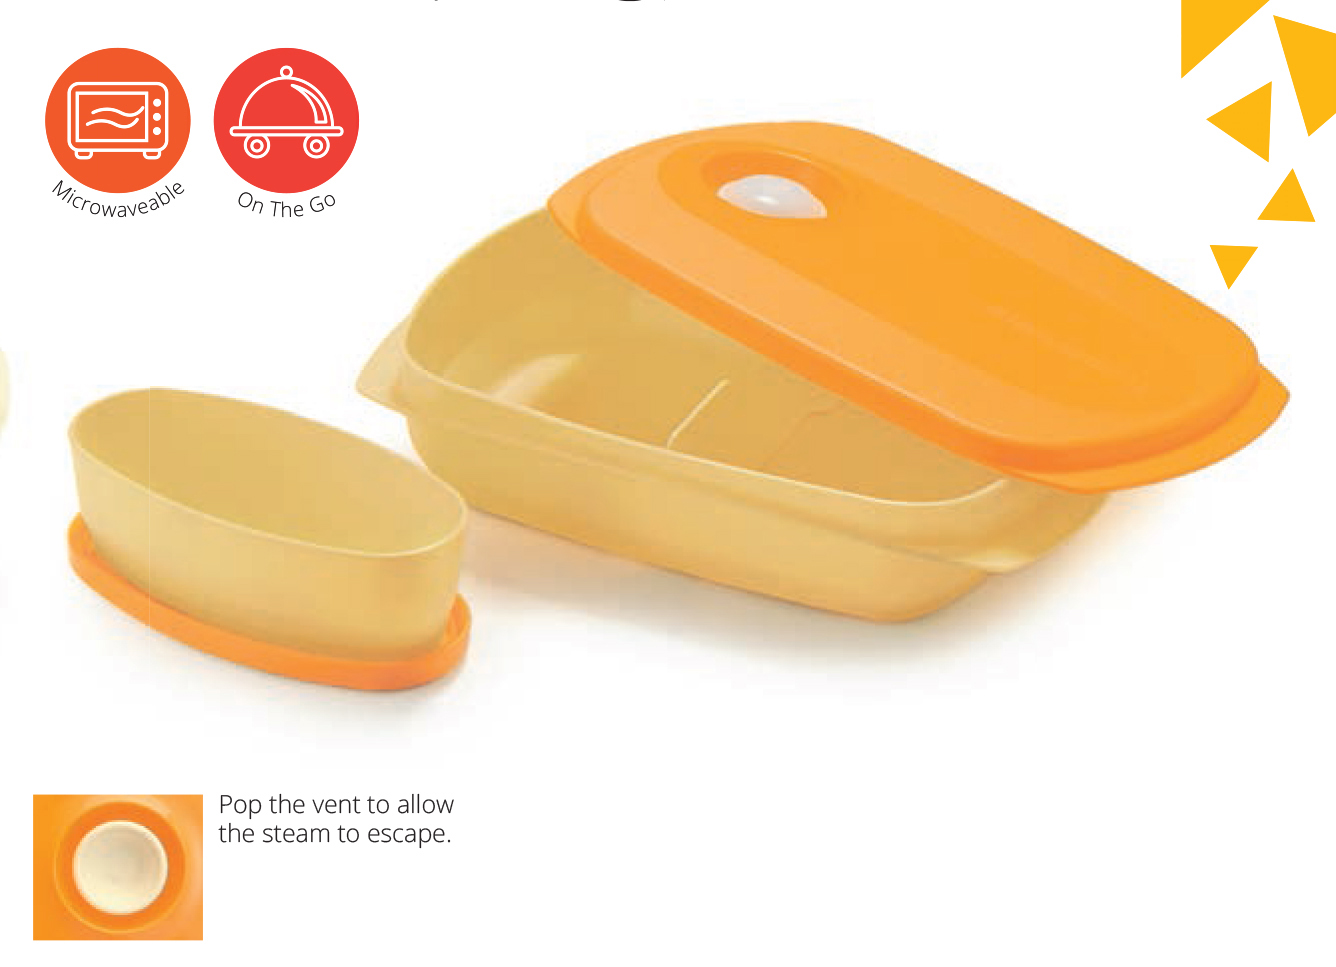 Microwaveable
On The Go
Pop the vent to allow
the steam to escape.